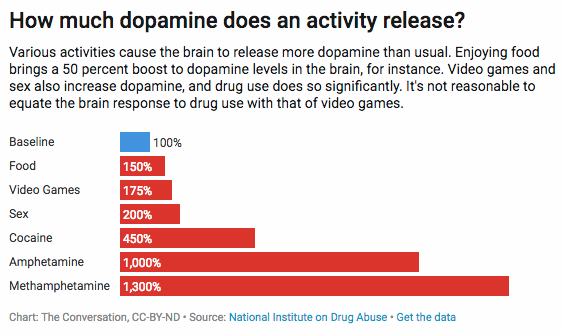 How much dopamine does an activity release?
Various activities cause the brain to release more dopamine than usual. Enjoying food
brings a 50 percent boost to dopamine levels in the brain, for instance. Video games and
sex also increase dopamine, and drug use does so significantly. It's not reasonable to
equate the brain response to drug use with that of video games.
Baseline 100%
Food 150%
Video Games 175%
Sex 200%
Cocaine 450%
Amphetamine 1,000%
Methamphetamine 1,300%
Chart: The Conversation, CC-BY-ND • Source: National Institute on Drug Abuse • Get the data